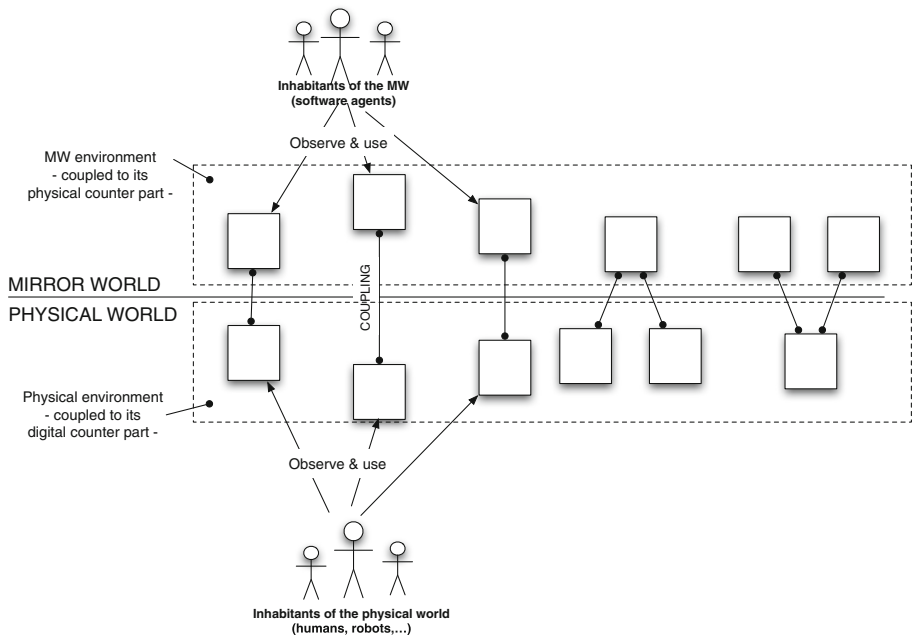 Inhabitants of the MW
(software agents)
Observe & use
MW environment
- coupled to its
physical counter part -
COUPLING
MIRROR WORLD
PHYSICAL WORLD
Physical environment
- coupled to its
digital counter part -
Observe & use
Inhabitants of the physical world
(humans, robots,...)